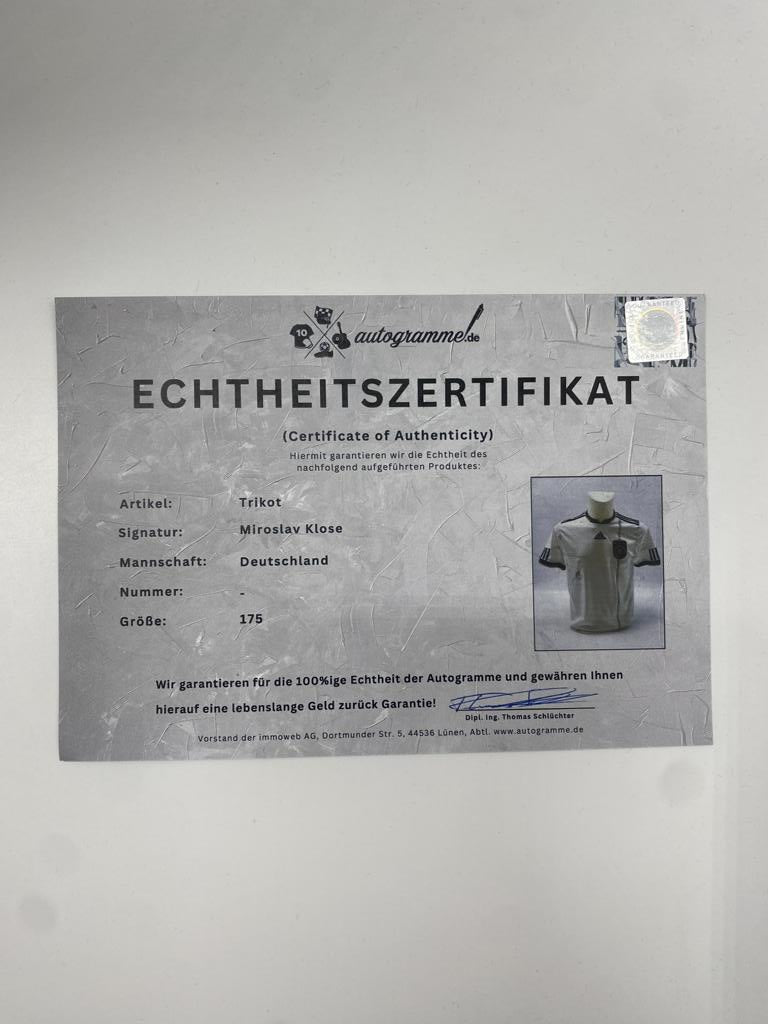 10
autogramme!.de
GARANTIE
ECHTHEITSZERTIFIKAT
(Certificate of Authenticity)
Hiermit garantieren wir die Echtheit des
nachfolgend aufgeführten Produktes:
Artikel: Trikot
Signatur: Miroslav Klose
Mannschaft: Deutschland
Nummer: -
Größe: 175
Wir garantieren für die 100%ige Echtheit der Autogramme und gewähren Ihnen
hierauf eine lebenslange Geld zurück Garantie!
Dipl. Ing. Thomas Schlüchter
Vorstand der immoweb AG, Dortmunder Str. 5, 44536 Lünen, Abtl. www.autogramme.de